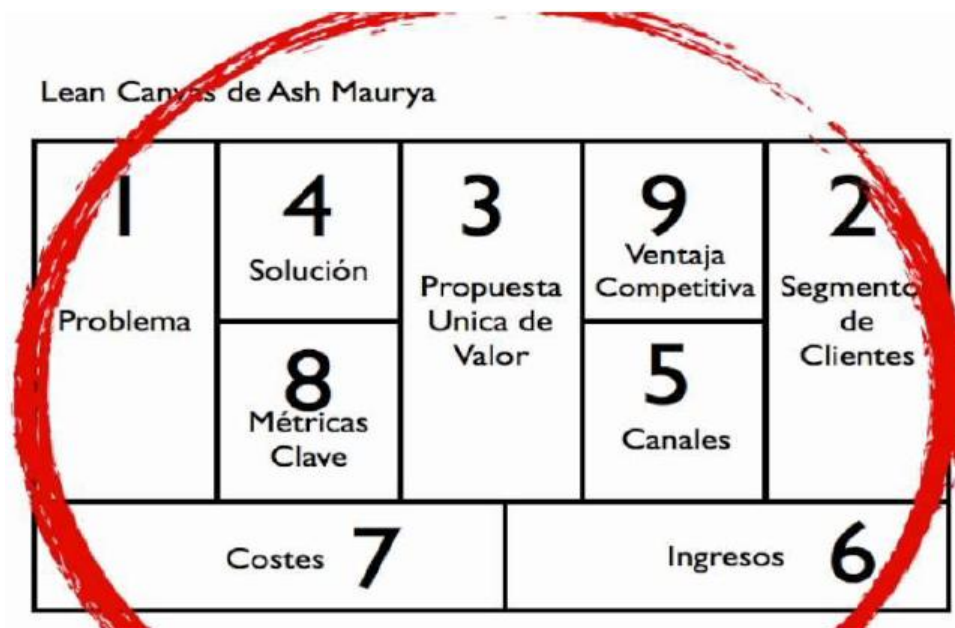 Lean Canvas de Ash Maurya
1
Problema
4
Solución
8
Métricas
Clave
3
Propuesta
Unica de
Valor
9
Ventaja
Competitiva
5
Canales
2
Segmento
de
Clientes
Costes 7
Ingresos 6